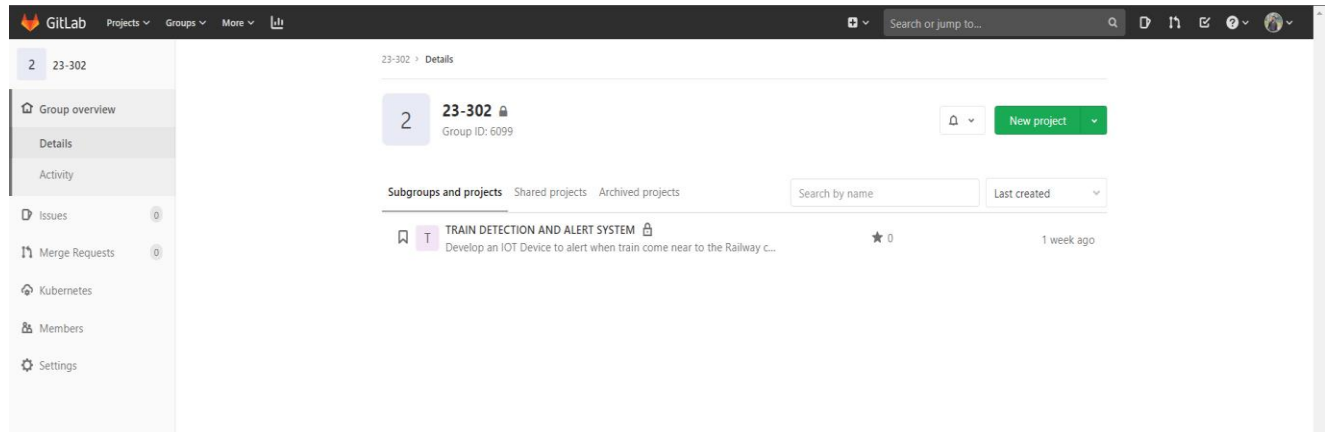 GitLab Projects Groups More Search or jump to...
2 23-302
23-302 > Details
Group overview
Details
Activity
Issues 0
Merge Requests 0
Kubernetes
Members
Settings
2
23-302
Group ID: 6099
New project
Subgroups and projects Shared projects Archived projects Search by name Last created
T TRAIN DETECTION AND ALERT SYSTEM
Develop an IOT Device to alert when train come near to the Railway c...
0 1 week ago